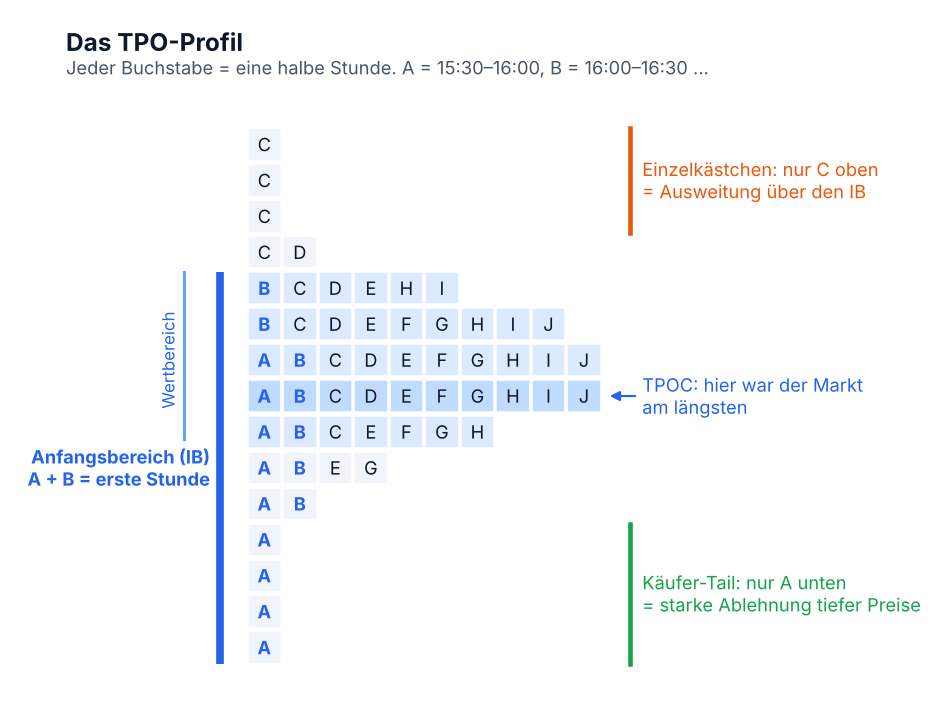 Das TPO-Profil
Jeder Buchstabe = eine halbe Stunde. A = 15:30–16:00, B = 16:00–16:30 ...
C
C
C
C D
B C D E H I
B C D E F G H I J
A B C D E F G H I J
A B C D E F G H I J
A B C E F G H
A B E G
A B
A
A
A
A
Wertbereich
Anfangsbereich (IB)
A + B = erste Stunde
Einzelkästchen: nur C oben
= Ausweitung über den IB
TPOC: hier war der Markt
am längsten
Käufer-Tail: nur A unten
= starke Ablehnung tiefer Preise